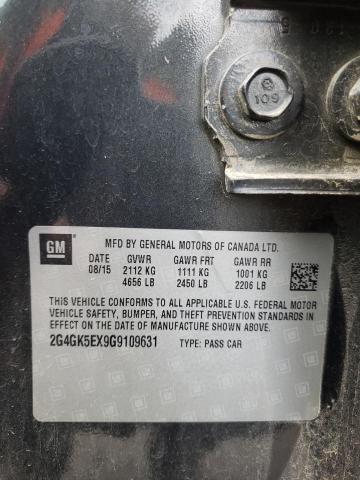 8
109
GM
MFD BY GENERAL MOTORS OF CANADA LTD.
DATE GVWR GAWR FRT GAWR RR
08/15 2112 KG 1111 KG 1001 KG
4656 LB 2450 LB 2206 LB
THIS VEHICLE CONFORMS TO ALL APPLICABLE U.S. FEDERAL MOTOR
VEHICLE SAFETY, BUMPER, AND THEFT PREVENTION STANDARDS IN
EFFECT ON THE DATE OF MANUFACTURE SHOWN ABOVE.
2G4GK5EX9G9109631 TYPE: PASS CAR